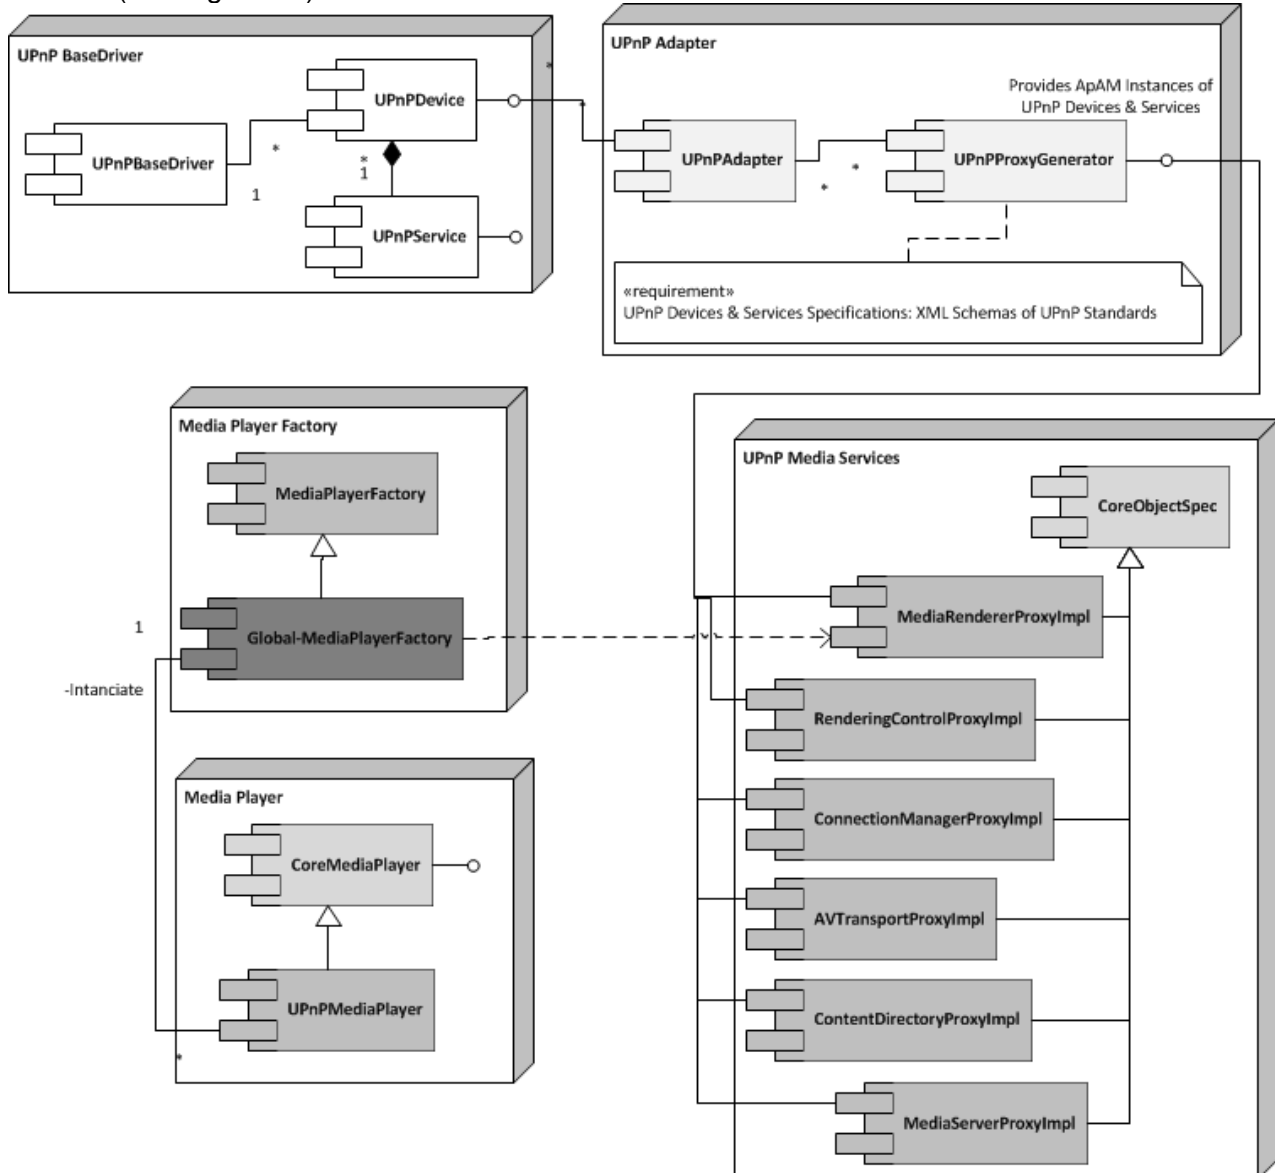 UPnP BaseDriver
UPnPDevice
*
UPnPBaseDriver
*
1
*
1
UPnPService
UPnP Adapter
Provides ApAM Instances of
UPnP Devices & Services
*
UPnPAdapter
UPnPProxyGenerator
*
*
«requirement»
UPnP Devices & Services Specifications: XML Schemas of UPnP Standards
Media Player Factory
MediaPlayerFactory
Global-MediaPlayerFactory
1
-Intanciate
Media Player
CoreMediaPlayer
UPnPMediaPlayer
*
UPnP Media Services
CoreObjectSpec
MediaRendererProxyImpl
RenderingControlProxyImpl
ConnectionManagerProxyImpl
AVTransportProxyImpl
ContentDirectoryProxyImpl
MediaServerProxyImpl